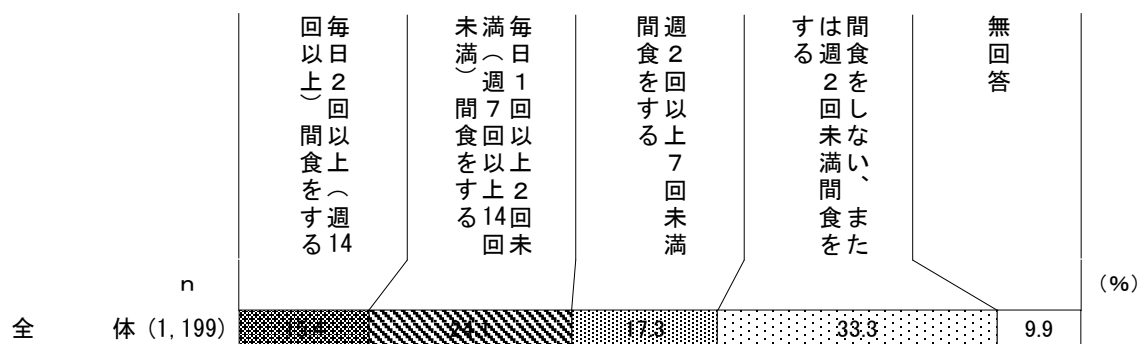 毎日２回以上（週14
回以上）間食をする
毎日１回以上２回未
満（週７回以上14回
未満）間食をする
週２回以上７回未満
間食をする
間食をしない、また
は週２回未満間食を
する
無回答
n (%)
全　体 (1,199) 15.4 24.1 17.3 33.3 9.9